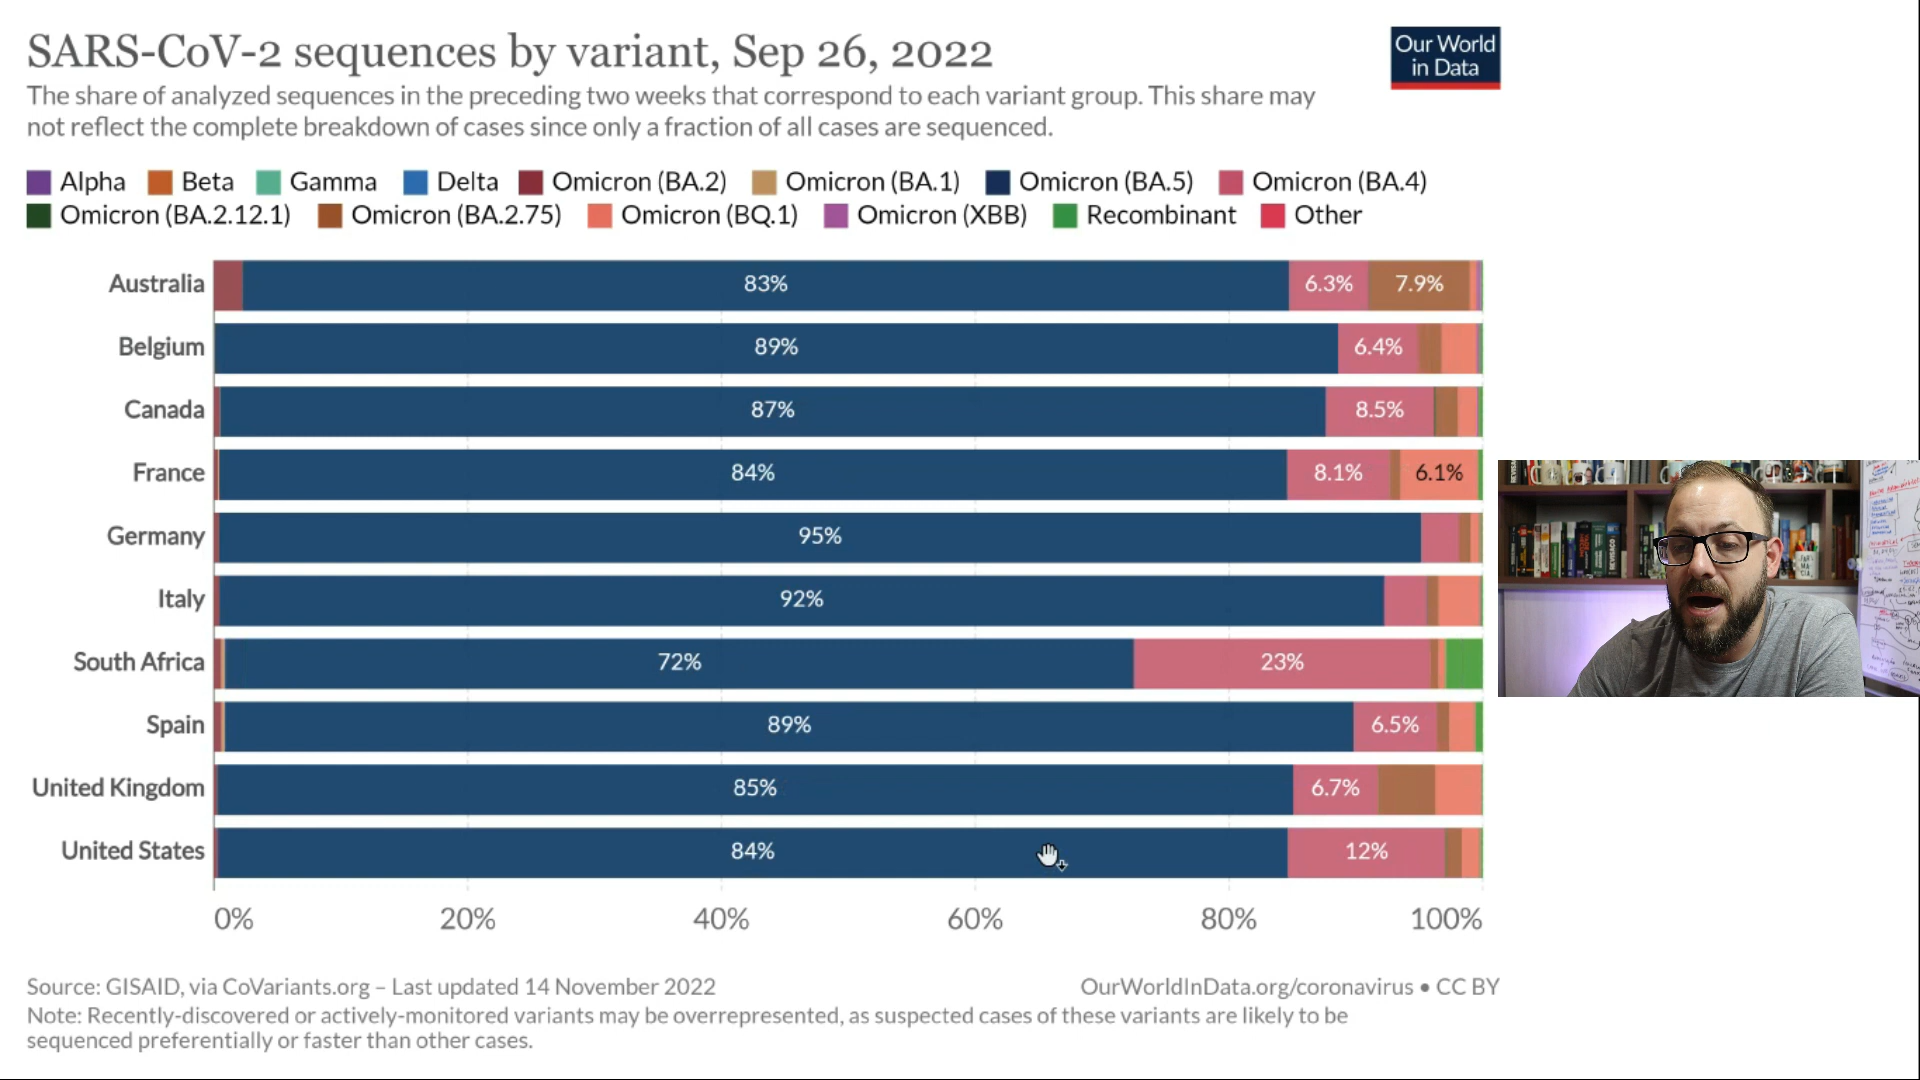 SARS-CoV-2 sequences by variant, Sep 26, 2022
Our World
in Data
The share of analyzed sequences in the preceding two weeks that correspond to each variant group. This share may
not reflect the complete breakdown of cases since only a fraction of all cases are sequenced.
Alpha Beta Gamma Delta Omicron (BA.2) Omicron (BA.1) Omicron (BA.5) Omicron (BA.4)
Omicron (BA.2.12.1) Omicron (BA.2.75) Omicron (BQ.1) Omicron (XBB) Recombinant Other
Australia 83% 6.3% 7.9%
Belgium 89% 6.4%
Canada 87% 8.5%
France 84% 8.1% 6.1%
Germany 95%
Italy 92%
South Africa 72% 23%
Spain 89% 6.5%
United Kingdom 85% 6.7%
United States 84% 12%
0% 20% 40% 60% 80% 100%
Source: GISAID, via CoVariants.org – Last updated 14 November 2022
OurWorldInData.org/coronavirus • CC BY
Note: Recently-discovered or actively-monitored variants may be overrepresented, as suspected cases of these variants are likely to be
sequenced preferentially or faster than other cases.